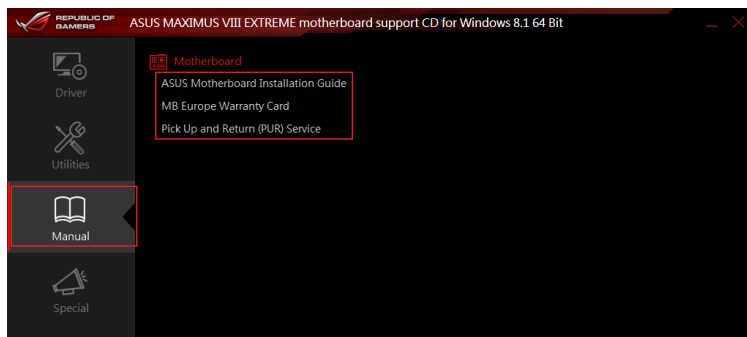 REPUBLIC OF
GAMERS
ASUS MAXIMUS VIII EXTREME motherboard support CD for Windows 8.1 64 Bit
Driver
Utilities
Manual
Special
Motherboard
ASUS Motherboard Installation Guide
MB Europe Warranty Card
Pick Up and Return (PUR) Service